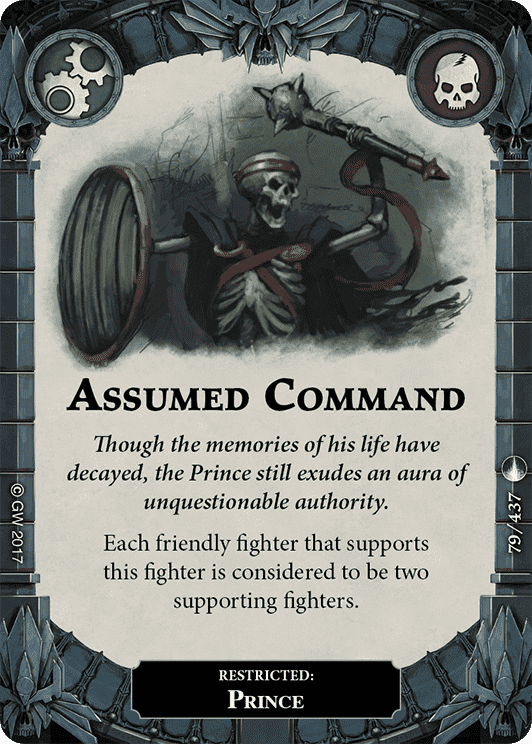 Assumed Command
Though the memories of his life have
decayed, the Prince still exudes an aura of
unquestionable authority.
Each friendly fighter that supports
this fighter is considered to be two
supporting fighters.
© GW 2017
79/437
RESTRICTED:
Prince